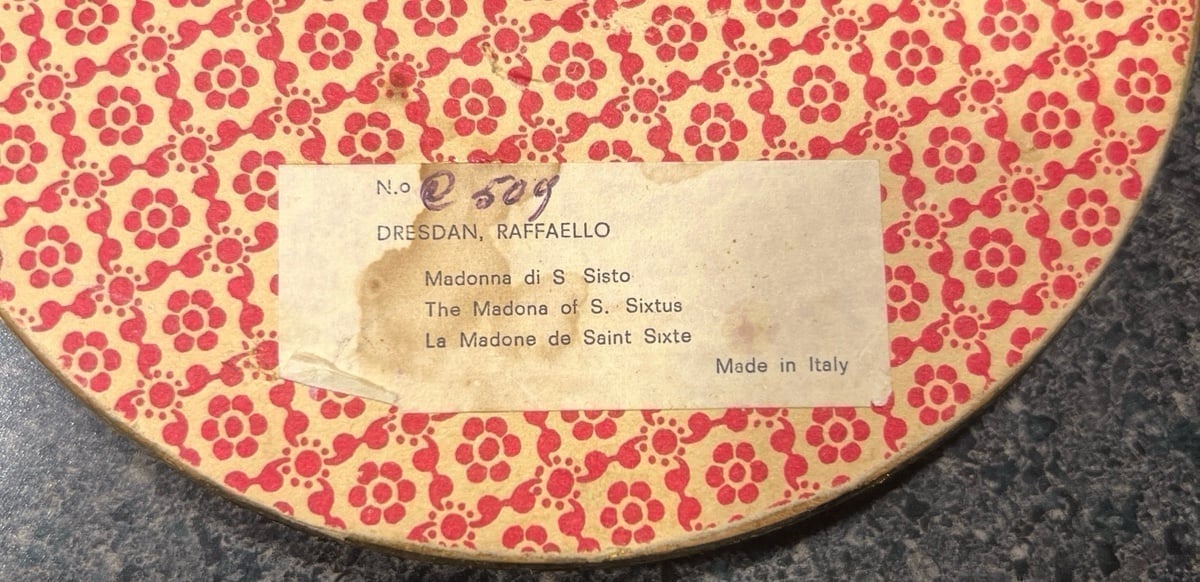 N.o C 509
DRESDAN, RAFFAELLO
Madonna di S Sisto
The Madona of S. Sixtus
La Madone de Saint Sixte
Made in Italy